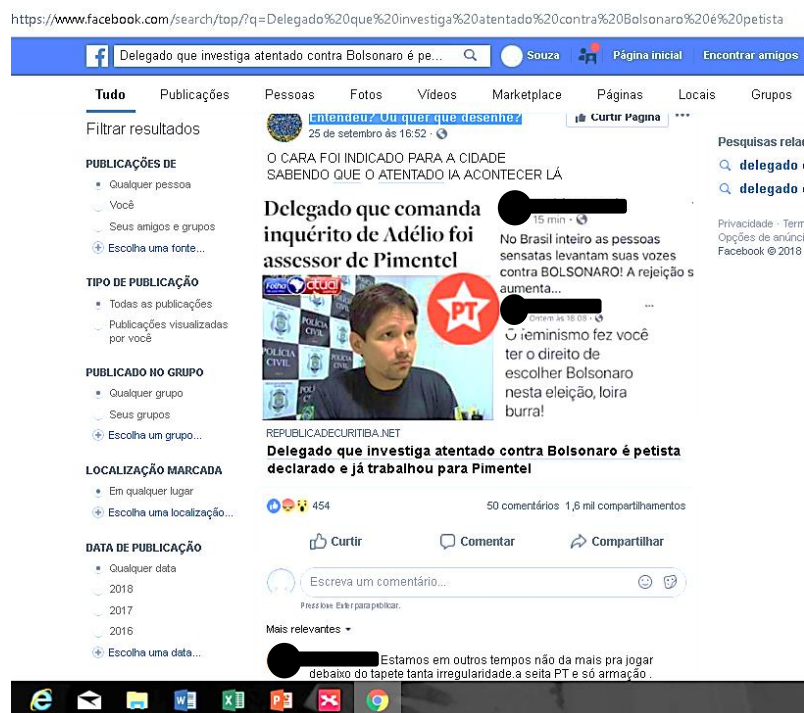 https://www.facebook.com/search/top/?q=Delegado%20que%20investiga%20atentado%20contra%20Bolsonaro%20é%20petista
Delegado que investiga atentado contra Bolsonaro é pe...
Souza
Página inicial
Encontrar amigos
Tudo
Publicações
Pessoas
Fotos
Vídeos
Marketplace
Páginas
Locais
Grupos
Filtrar resultados
PUBLICAÇÕES DE
Qualquer pessoa
Você
Seus amigos e grupos
Escolha uma fonte...
TIPO DE PUBLICAÇÃO
Todas as publicações
Publicações visualizadas
por você
PUBLICADO NO GRUPO
Qualquer grupo
Seus grupos
Escolha um grupo...
LOCALIZAÇÃO MARCADA
Em qualquer lugar
Escolha uma localização...
DATA DE PUBLICAÇÃO
Qualquer data
2018
2017
2016
Escolha uma data...
Entendeu? Ou quer que desenhe?
25 de setembro às 16:52
Curtir Página
O CARA FOI INDICADO PARA A CIDADE
SABENDO QUE O ATENTADO IA ACONTECER LÁ
Delegado que comanda
inquérito de Adélio foi
assessor de Pimentel
Folha
atual
POLÍCIA
CIVIL
POLÍCIA
CIVIL
PT
15 min
No Brasil inteiro as pessoas
sensatas levantam suas vozes
contra BOLSONARO! A rejeição s
aumenta...
Ontem às 18:08
O feminismo fez você
ter o direito de
escolher Bolsonaro
nesta eleição, loira
burra!
REPUBLICADECURITIBA.NET
Delegado que investiga atentado contra Bolsonaro é petista
declarado e já trabalhou para Pimentel
454
50 comentários 1,6 mil compartilhamentos
Curtir
Comentar
Compartilhar
Escreva um comentário...
Pressione Enter para publicar.
Mais relevantes
Estamos em outros tempos não da mais pra jogar
debaixo do tapete tanta irregularidade.a seita PT e só armação .
Pesquisas rela
delegado
delegado
Privacidade · Term
Opções de anúnci
Facebook © 2018